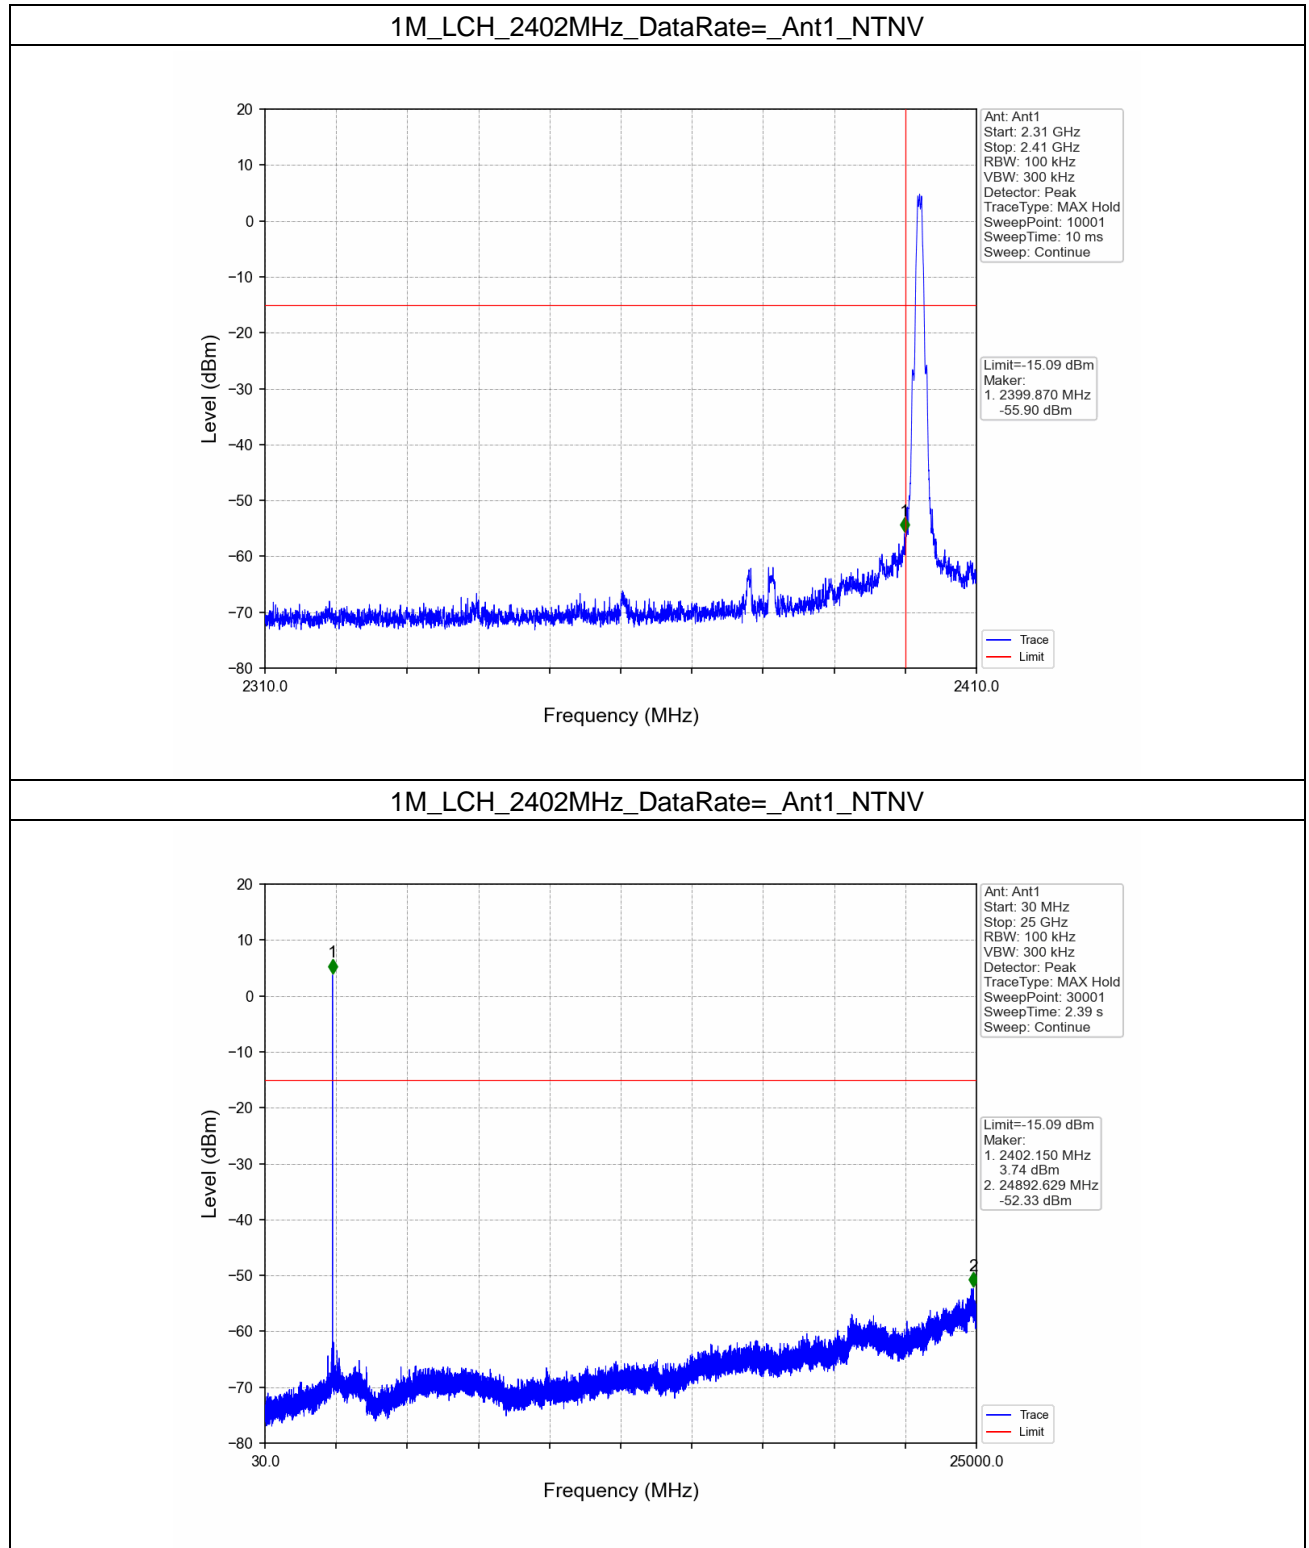 1M_LCH_2402MHz_DataRate=_Ant1_NTNV
20
10
0
−10
−20
−30
−40
−50
−60
−70
−80
Level (dBm)
2310.0
2410.0
Frequency (MHz)
1
Ant: Ant1
Start: 2.31 GHz
Stop: 2.41 GHz
RBW: 100 kHz
VBW: 300 kHz
Detector: Peak
TraceType: MAX Hold
SweepPoint: 10001
SweepTime: 10 ms
Sweep: Continue
Limit=-15.09 dBm
Maker:
1. 2399.870 MHz
-55.90 dBm
Trace
Limit
1M_LCH_2402MHz_DataRate=_Ant1_NTNV
20
10
0
−10
−20
−30
−40
−50
−60
−70
−80
Level (dBm)
30.0
25000.0
Frequency (MHz)
1
2
Ant: Ant1
Start: 30 MHz
Stop: 25 GHz
RBW: 100 kHz
VBW: 300 kHz
Detector: Peak
TraceType: MAX Hold
SweepPoint: 30001
SweepTime: 2.39 s
Sweep: Continue
Limit=-15.09 dBm
Maker:
1. 2402.150 MHz
3.74 dBm
2. 24892.629 MHz
-52.33 dBm
Trace
Limit